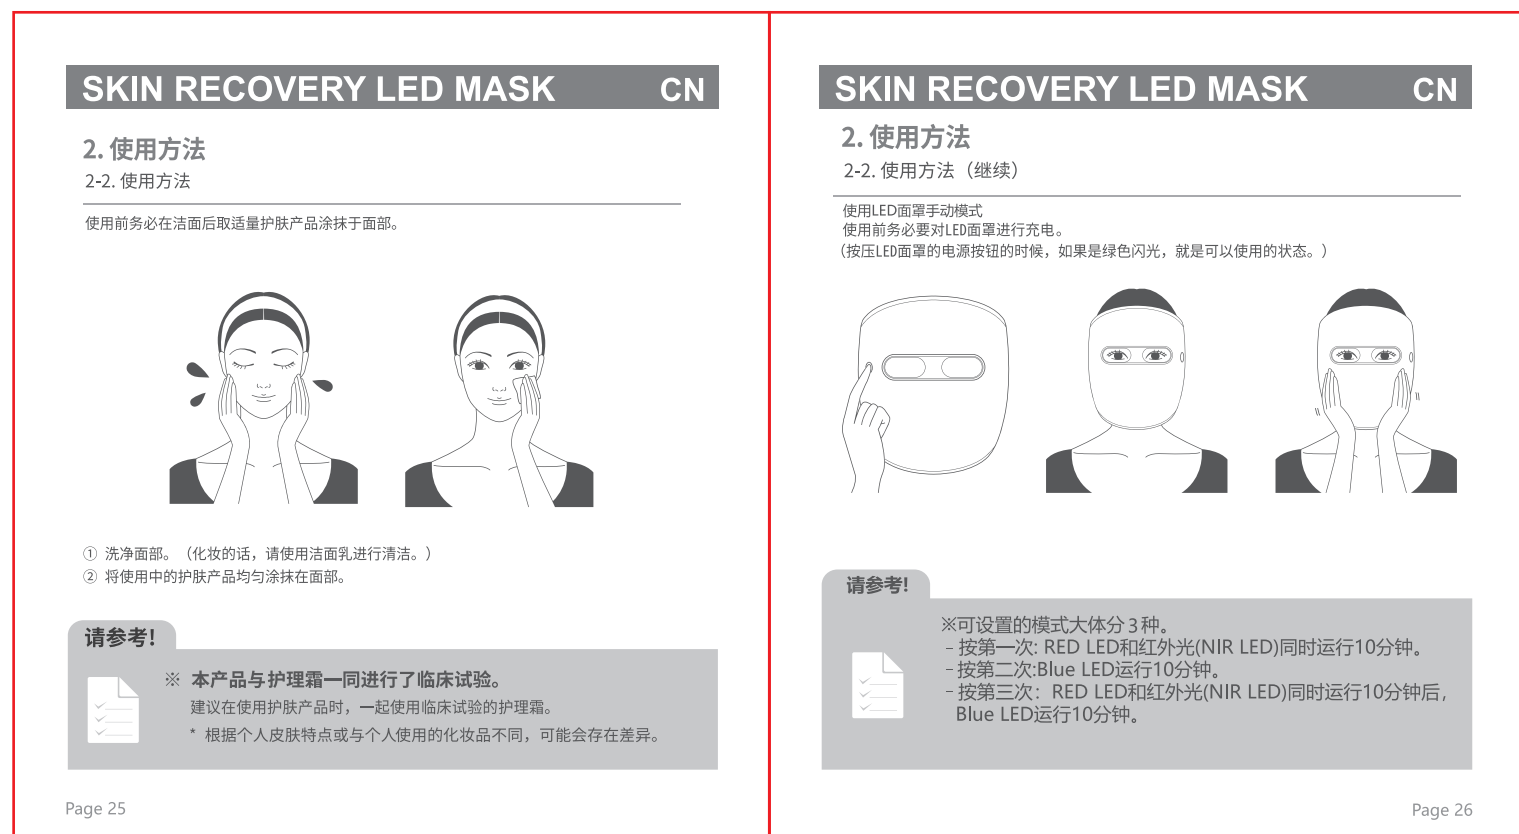 SKIN RECOVERY LED MASK CN
2. 使用方法
2-2. 使用方法
使用前务必在洁面后取适量护肤产品涂抹于面部。
① 洗净面部。（化妆的话，请使用洁面乳进行清洁。）
② 将使用中的护肤产品均匀涂抹在面部。
请参考!
※ 本产品与护理霜一同进行了临床试验。
建议在使用护肤产品时，一起使用临床试验的护理霜。
* 根据个人皮肤特点或与个人使用的化妆品不同，可能会存在差异。
Page 25
SKIN RECOVERY LED MASK CN
2. 使用方法
2-2. 使用方法（继续）
使用LED面罩手动模式
使用前务必要对LED面罩进行充电。
（按压LED面罩的电源按钮的时候，如果是绿色闪光，就是可以使用的状态。）
请参考!
※可设置的模式大体分3种。
- 按第一次: RED LED和红外光(NIR LED)同时运行10分钟。
- 按第二次:Blue LED运行10分钟。
- 按第三次：RED LED和红外光(NIR LED)同时运行10分钟后,
Blue LED运行10分钟。
Page 26